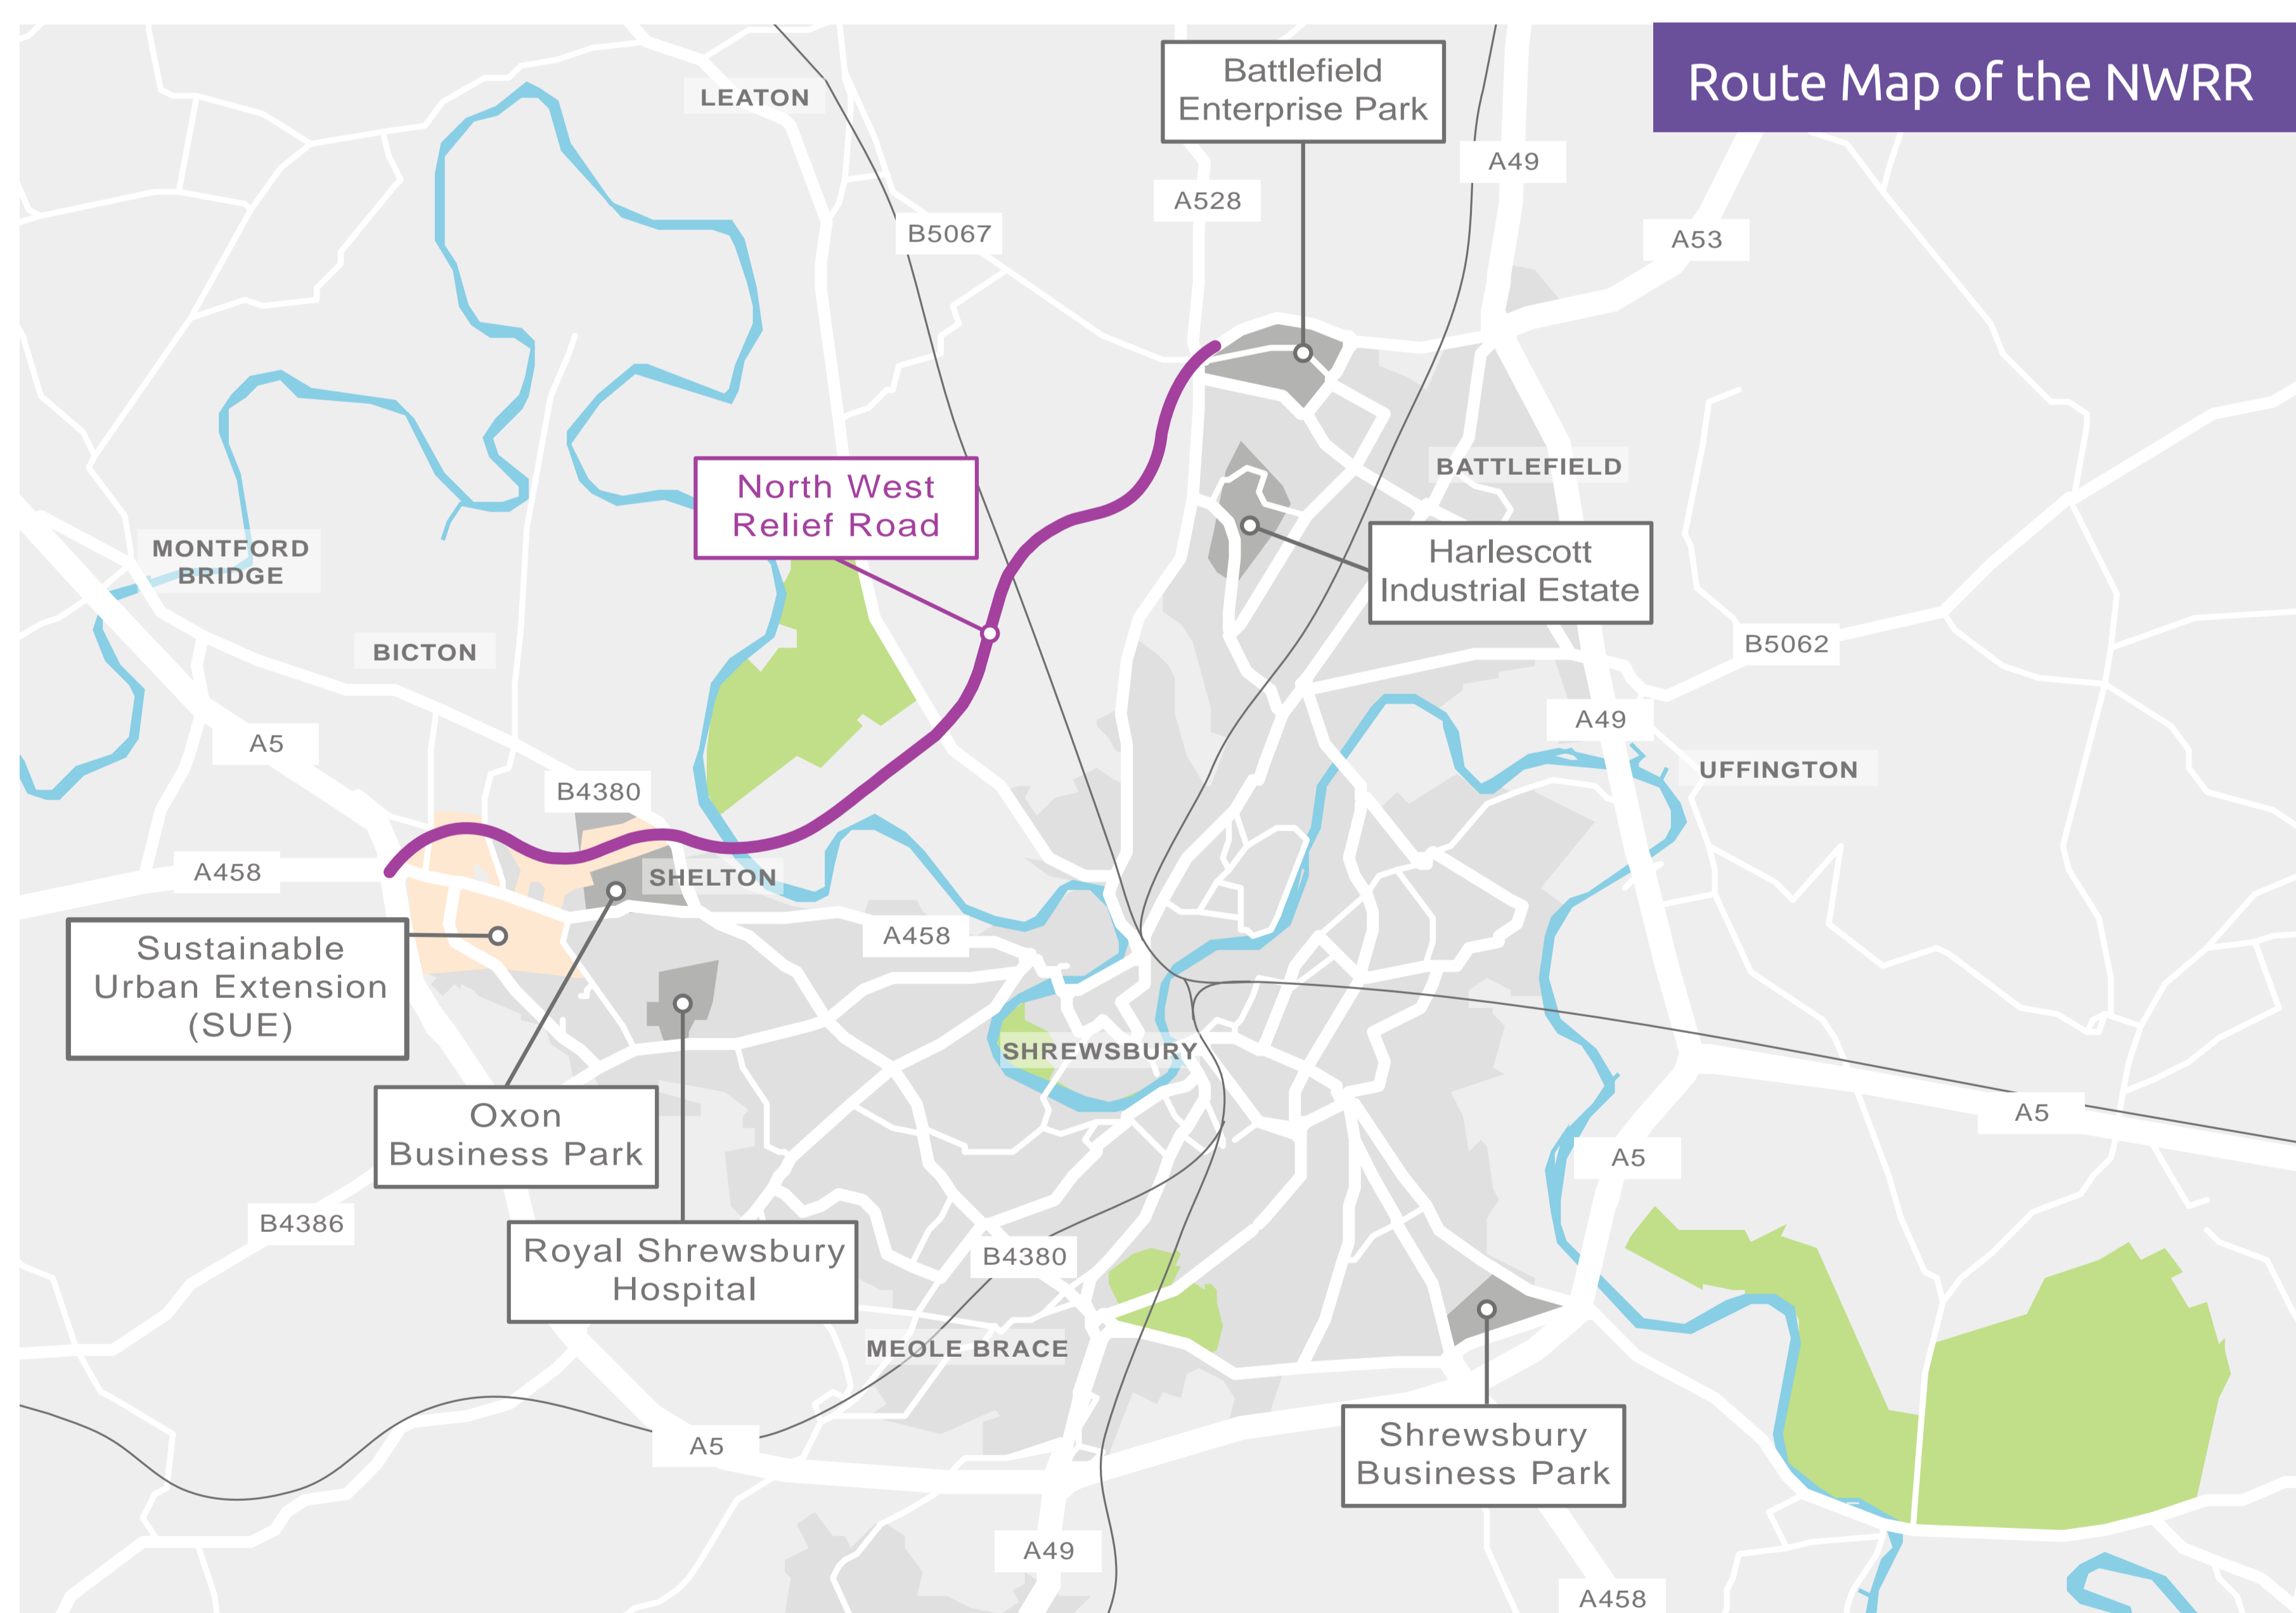 Route Map of the NWRR
Battlefield
Enterprise Park
LEATON
A49
A528
B5067
A53
BATTLEFIELD
North West
Relief Road
Harlescott
Industrial Estate
MONTFORD
BRIDGE
BICTON
B5062
A49
A5
UFFINGTON
B4380
A458
SHELTON
A458
Sustainable
Urban Extension
(SUE)
SHREWSBURY
Oxon
Business Park
A5
A5
B4386
Royal Shrewsbury
Hospital
B4380
MEOLE BRACE
A5
Shrewsbury
Business Park
A49
A458